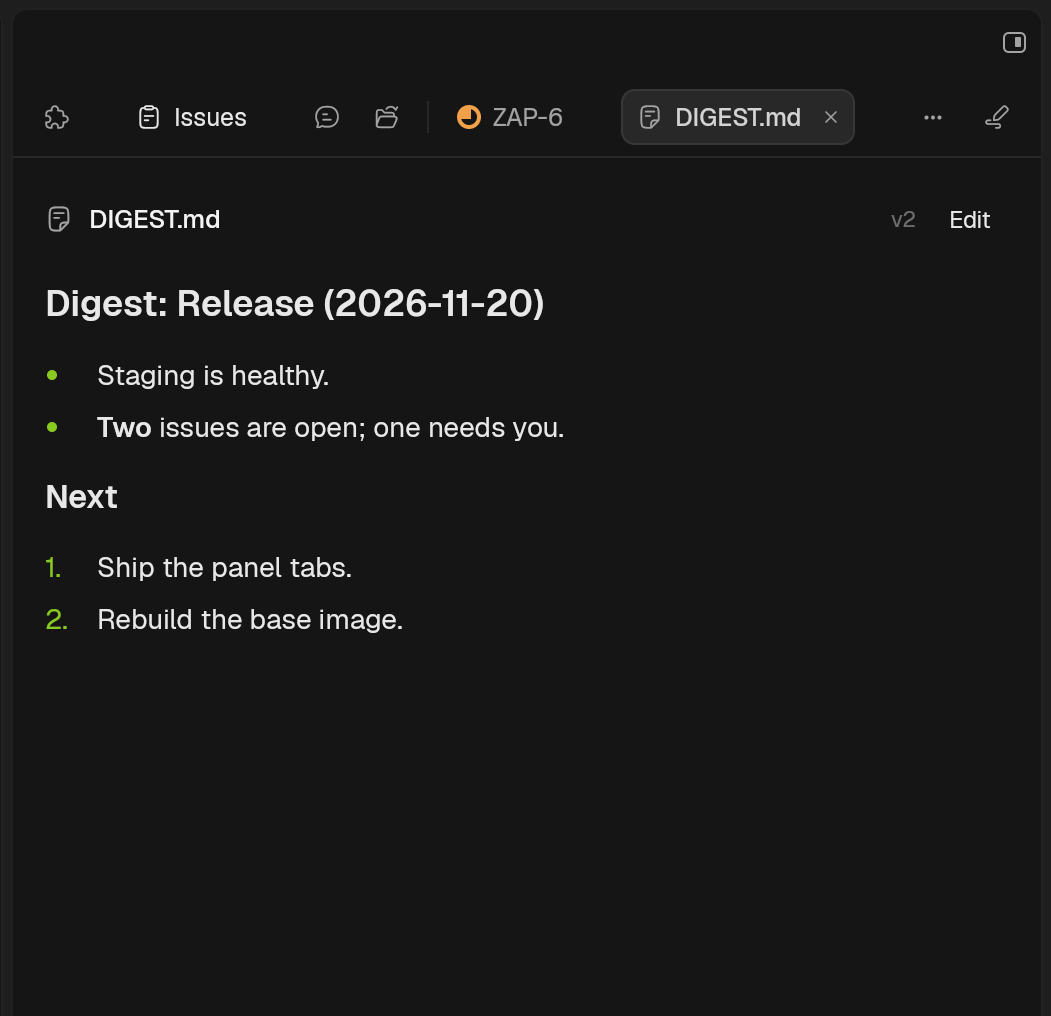 Issues ZAP-6 DIGEST.md
DIGEST.md v2 Edit
Digest: Release (2026-11-20)
Staging is healthy.
Two issues are open; one needs you.
Next
1. Ship the panel tabs.
2. Rebuild the base image.